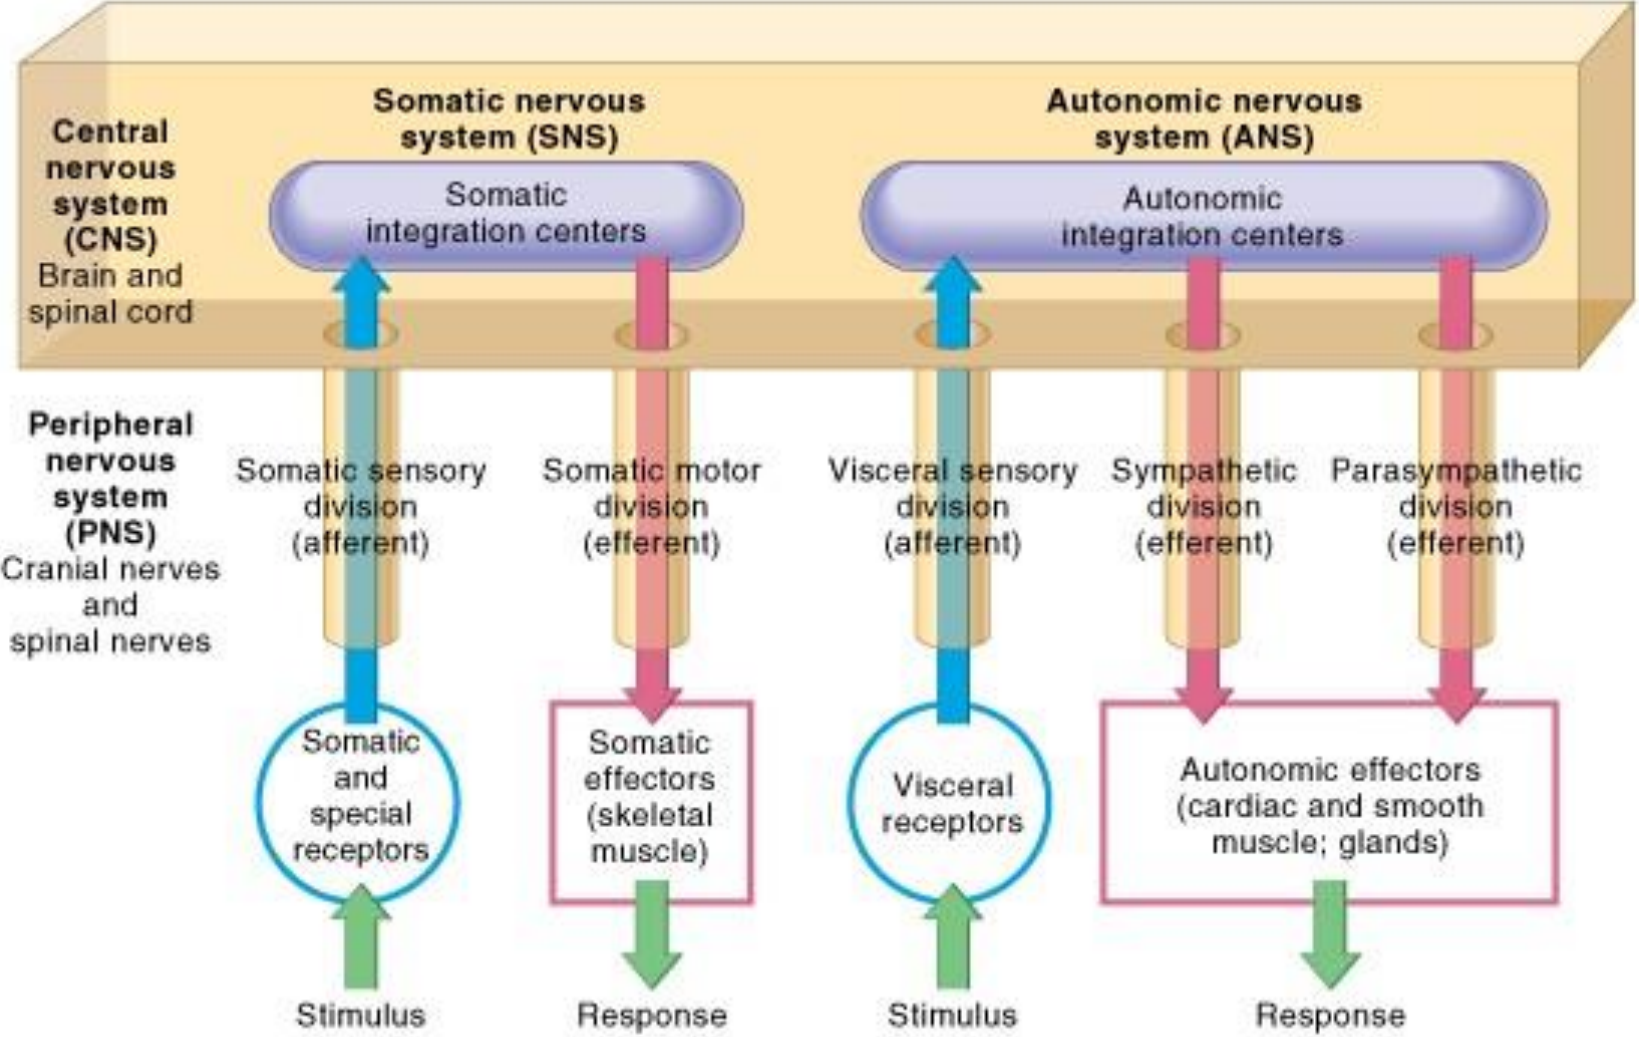 Somatic nervous
system (SNS)
Autonomic nervous
system (ANS)
Central
nervous
system
(CNS)
Brain and
spinal cord
Somatic
integration centers
Autonomic
integration centers
Peripheral
nervous
system
(PNS)
Cranial nerves
and
spinal nerves
Somatic sensory
division
(afferent)
Somatic motor
division
(efferent)
Visceral sensory
division
(afferent)
Sympathetic
division
(efferent)
Parasympathetic
division
(efferent)
Somatic
and
special
receptors
Somatic
effectors
(skeletal
muscle)
Visceral
receptors
Autonomic effectors
(cardiac and smooth
muscle; glands)
Stimulus
Response
Stimulus
Response